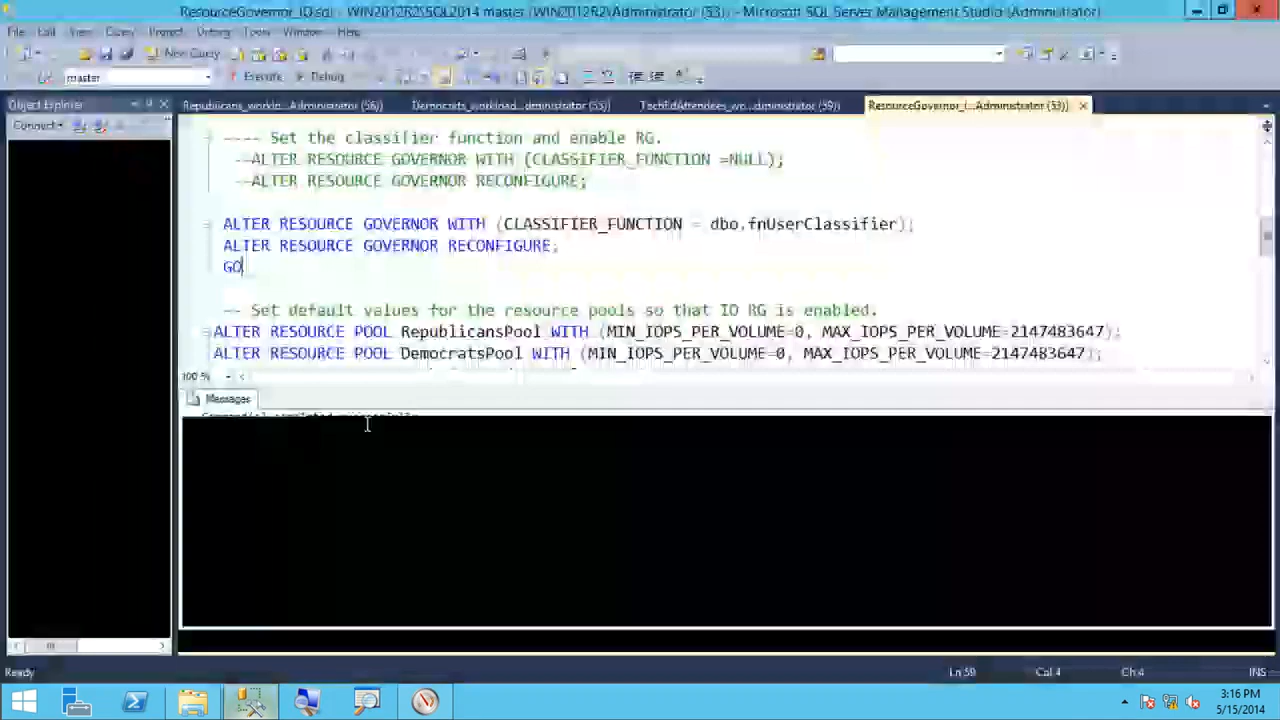 ResourceGovernor_IO.sql - WIN2012R2\SQL2014 master (WIN2012R2\Administrator (53)) - Microsoft SQL Server Management Studio (Administrator)
File Edit View Query Project Debug Tools Window Help
New Query
master Execute Debug
Object Explorer
Connect
Republicans_workl...Administrator (56)) Democrats_workload...dministrator (55)) TechEdAttendees_wo...dministrator (59)) ResourceGovernor_I...Administrator (53))
---- Set the classifier function and enable RG.
--ALTER RESOURCE GOVERNOR WITH (CLASSIFIER_FUNCTION =NULL);
--ALTER RESOURCE GOVERNOR RECONFIGURE;
ALTER RESOURCE GOVERNOR WITH (CLASSIFIER_FUNCTION = dbo.fnUserClassifier);
ALTER RESOURCE GOVERNOR RECONFIGURE;
GO
-- Set default values for the resource pools so that IO RG is enabled.
ALTER RESOURCE POOL RepublicansPool WITH (MIN_IOPS_PER_VOLUME=0, MAX_IOPS_PER_VOLUME=2147483647);
ALTER RESOURCE POOL DemocratsPool WITH (MIN_IOPS_PER_VOLUME=0, MAX_IOPS_PER_VOLUME=2147483647);
100 %
Messages
Command(s) completed successfully.
Ready Ln 59 Col 4 Ch 4 INS
3:16 PM
5/15/2014